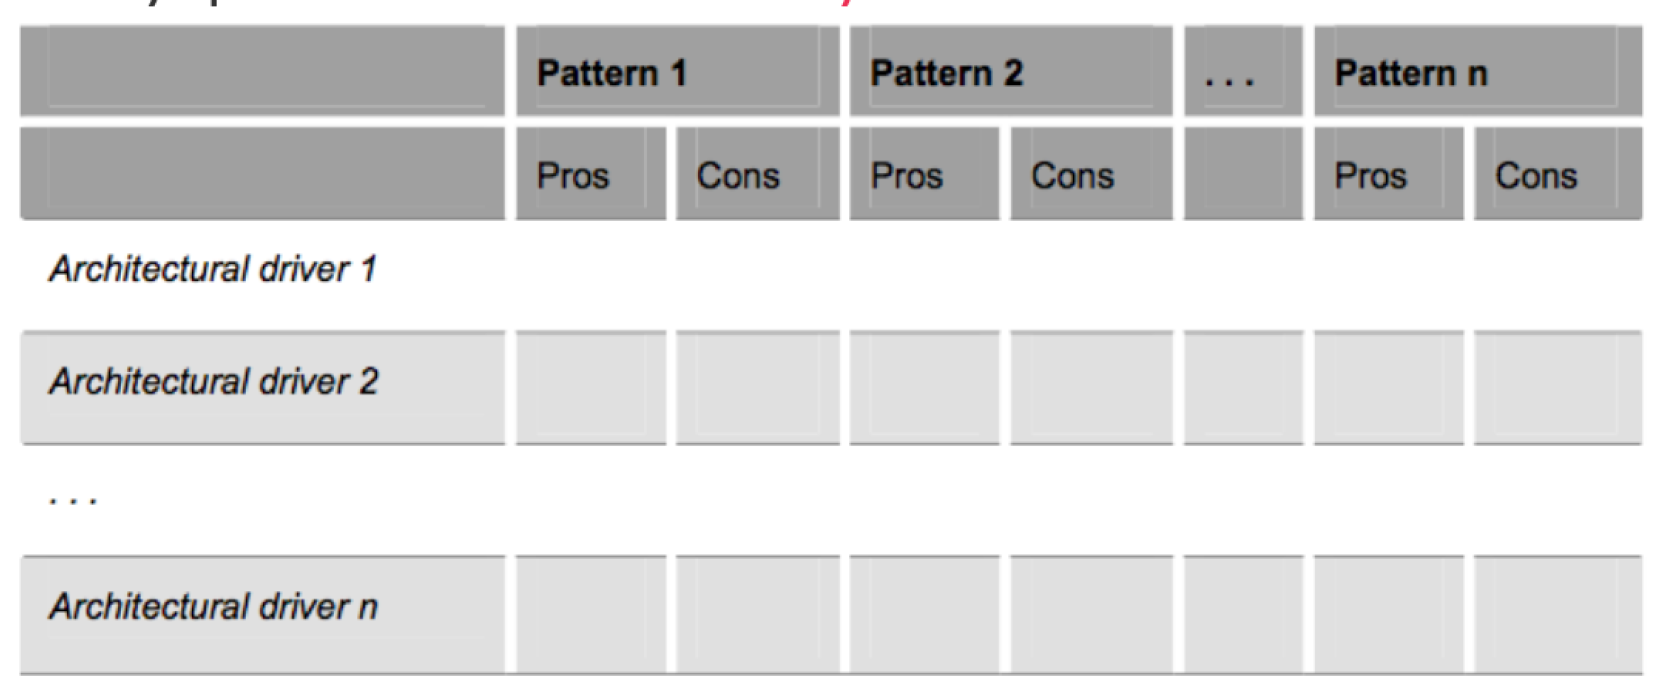 Pattern 1 Pattern 2 . . . Pattern n
Pros Cons Pros Cons Pros Cons
Architectural driver 1
Architectural driver 2
. . .
Architectural driver n